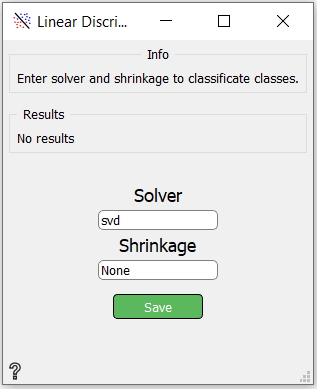 Linear Discri...
Info
Enter solver and shrinkage to classificate classes.
Results
No results
Solver
svd
Shrinkage
None
Save
?